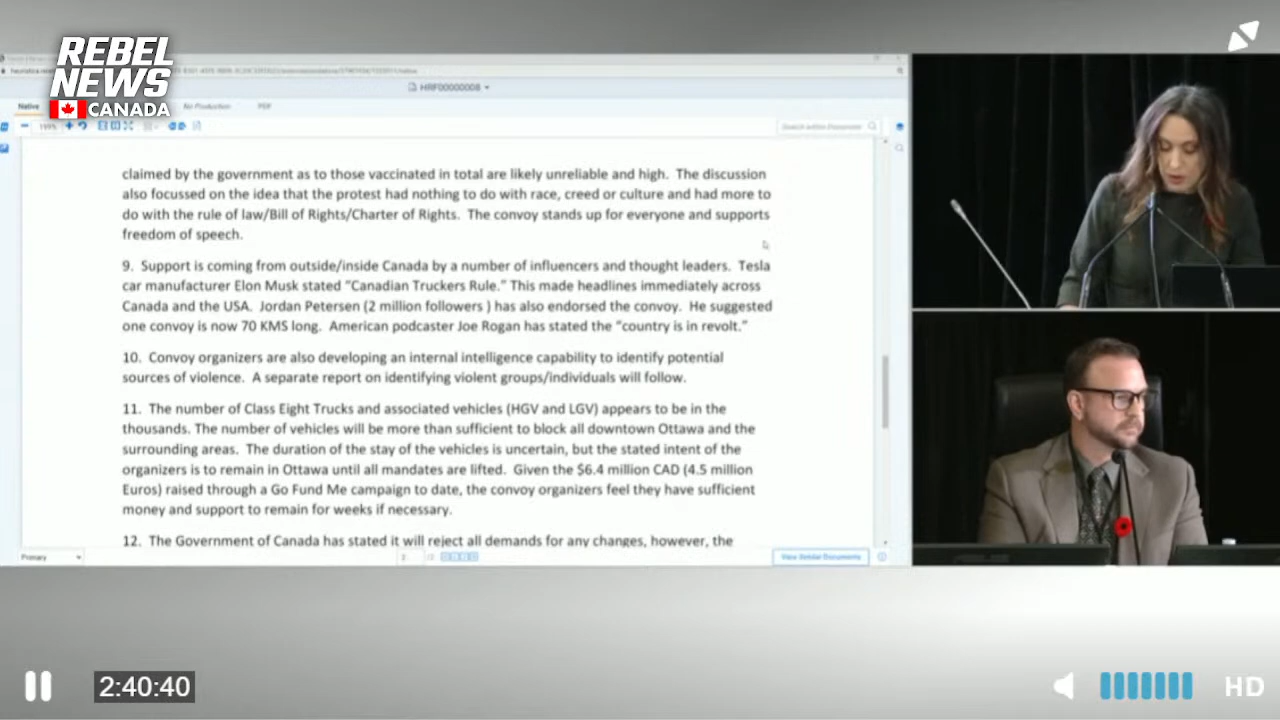 REBEL
NEWS
CANADA
HRF00000008
Native
No Production
PDF
199%
Search within Document
claimed by the government as to those vaccinated in total are likely unreliable and high. The discussion
also focussed on the idea that the protest had nothing to do with race, creed or culture and had more to
do with the rule of law/Bill of Rights/Charter of Rights. The convoy stands up for everyone and supports
freedom of speech.
9. Support is coming from outside/inside Canada by a number of influencers and thought leaders. Tesla
car manufacturer Elon Musk stated “Canadian Truckers Rule.” This made headlines immediately across
Canada and the USA. Jordan Petersen (2 million followers ) has also endorsed the convoy. He suggested
one convoy is now 70 KMS long. American podcaster Joe Rogan has stated the “country is in revolt.”
10. Convoy organizers are also developing an internal intelligence capability to identify potential
sources of violence. A separate report on identifying violent groups/individuals will follow.
11. The number of Class Eight Trucks and associated vehicles (HGV and LGV) appears to be in the
thousands. The number of vehicles will be more than sufficient to block all downtown Ottawa and the
surrounding areas. The duration of the stay of the vehicles is uncertain, but the stated intent of the
organizers is to remain in Ottawa until all mandates are lifted. Given the $6.4 million CAD (4.5 million
Euros) raised through a Go Fund Me campaign to date, the convoy organizers feel they have sufficient
money and support to remain for weeks if necessary.
12. The Government of Canada has stated it will reject all demands for any changes, however, the
Primary
View Similar Documents
2:40:40
HD